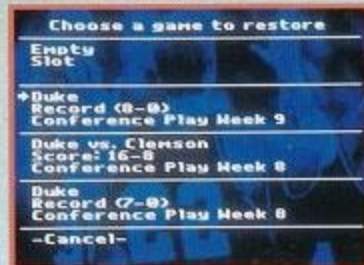 Choose a game to restore
Empty
Slot
Duke
Record (8-0)
Conference Play Week 9
Duke vs. Clemson
Score: 16-8
Conference Play Week 8
Duke
Record (7-0)
Conference Play Week 8
-Cancel-